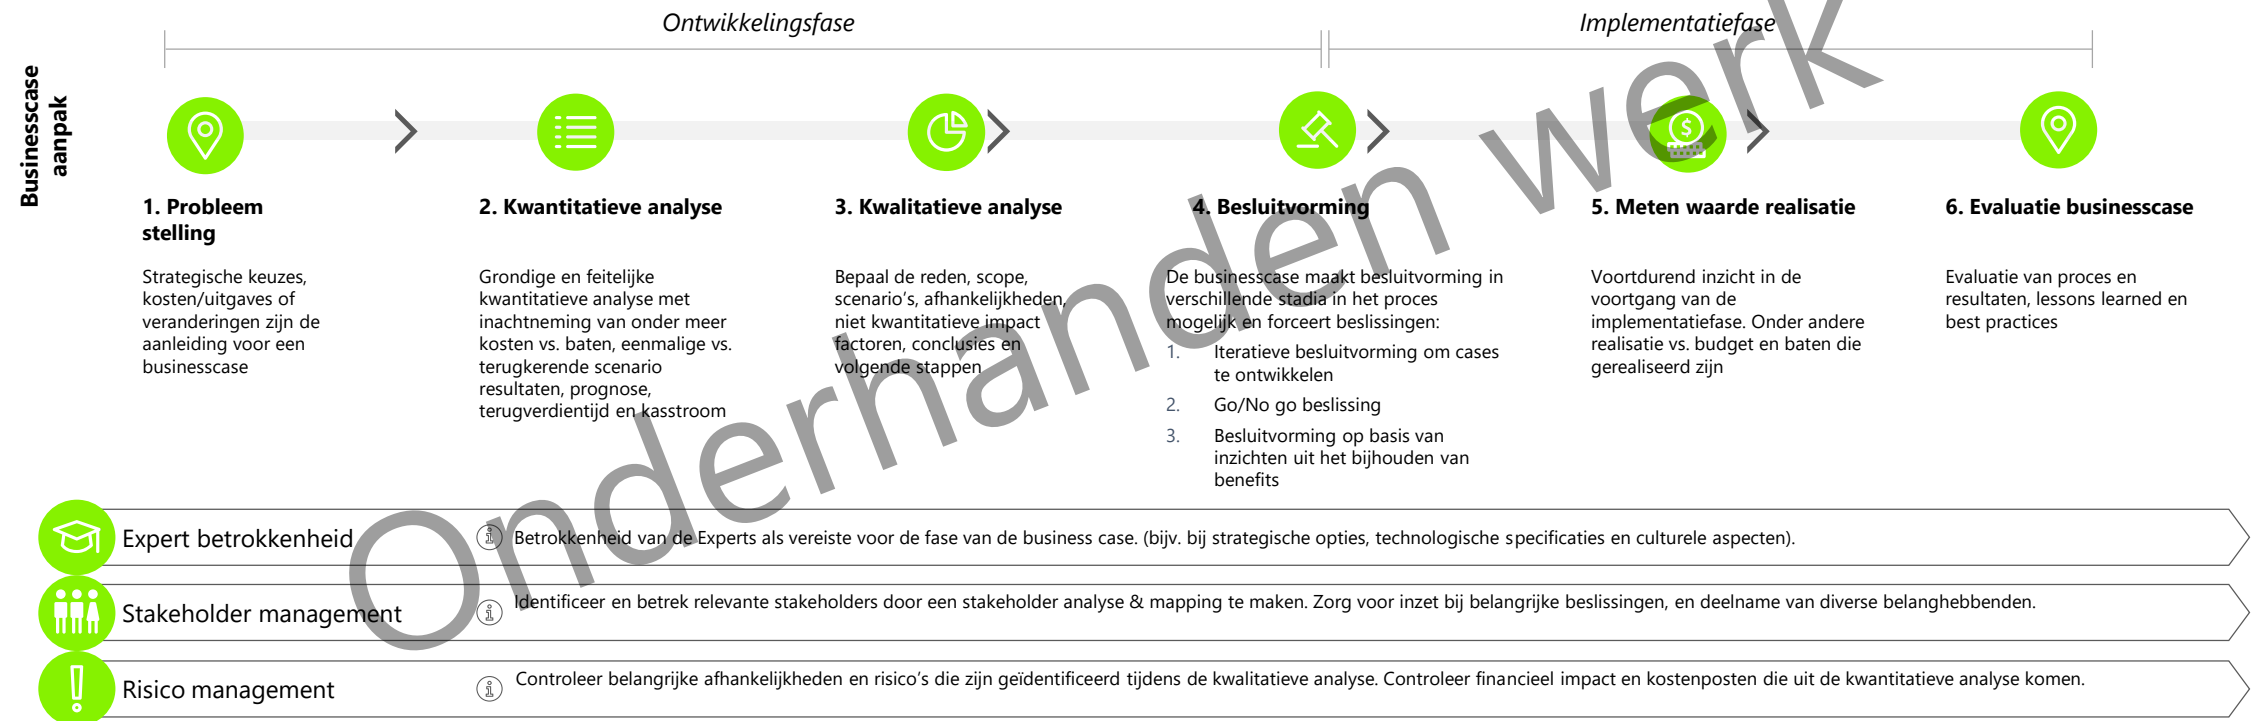 Ontwikkelingsfase
Implementatiefase
Businesscase
aanpak
1. Probleem
stelling
Strategische keuzes,
kosten/uitgaves of
veranderingen zijn de
aanleiding voor een
businesscase
2. Kwantitatieve analyse
Grondige en feitelijke
kwantitatieve analyse met
inachtneming van onder meer
kosten vs. baten, eenmalige vs.
terugkerende scenario
resultaten, prognose,
terugverdientijd en kasstroom
3. Kwalitatieve analyse
Bepaal de reden, scope,
scenario's, afhankelijkheden,
niet kwantitatieve impact
factoren, conclusies en
volgende stappen
4. Besluitvorming
De businesscase maakt besluitvorming in
verschillende stadia in het proces
mogelijk en forceert beslissingen:
1. Iteratieve besluitvorming om cases
te ontwikkelen
2. Go/No go beslissing
3. Besluitvorming op basis van
inzichten uit het bijhouden van
benefits
5. Meten waarde realisatie
Voortdurend inzicht in de
voortgang van de
implementatiefase. Onder andere
realisatie vs. budget en baten die
gerealiseerd zijn
6. Evaluatie businesscase
Evaluatie van proces en
resultaten, lessons learned en
best practices
Expert betrokkenheid
Betrokkenheid van de Experts als vereiste voor de fase van de business case. (bijv. bij strategische opties, technologische specificaties en culturele aspecten).
Stakeholder management
Identificeer en betrek relevante stakeholders door een stakeholder analyse & mapping te maken. Zorg voor inzet bij belangrijke beslissingen, en deelname van diverse belanghebbenden.
Risico management
Controleer belangrijke afhankelijkheden en risico's die zijn geïdentificeerd tijdens de kwalitatieve analyse. Controleer financieel impact en kostenposten die uit de kwantitatieve analyse komen.
Onderhanden werk